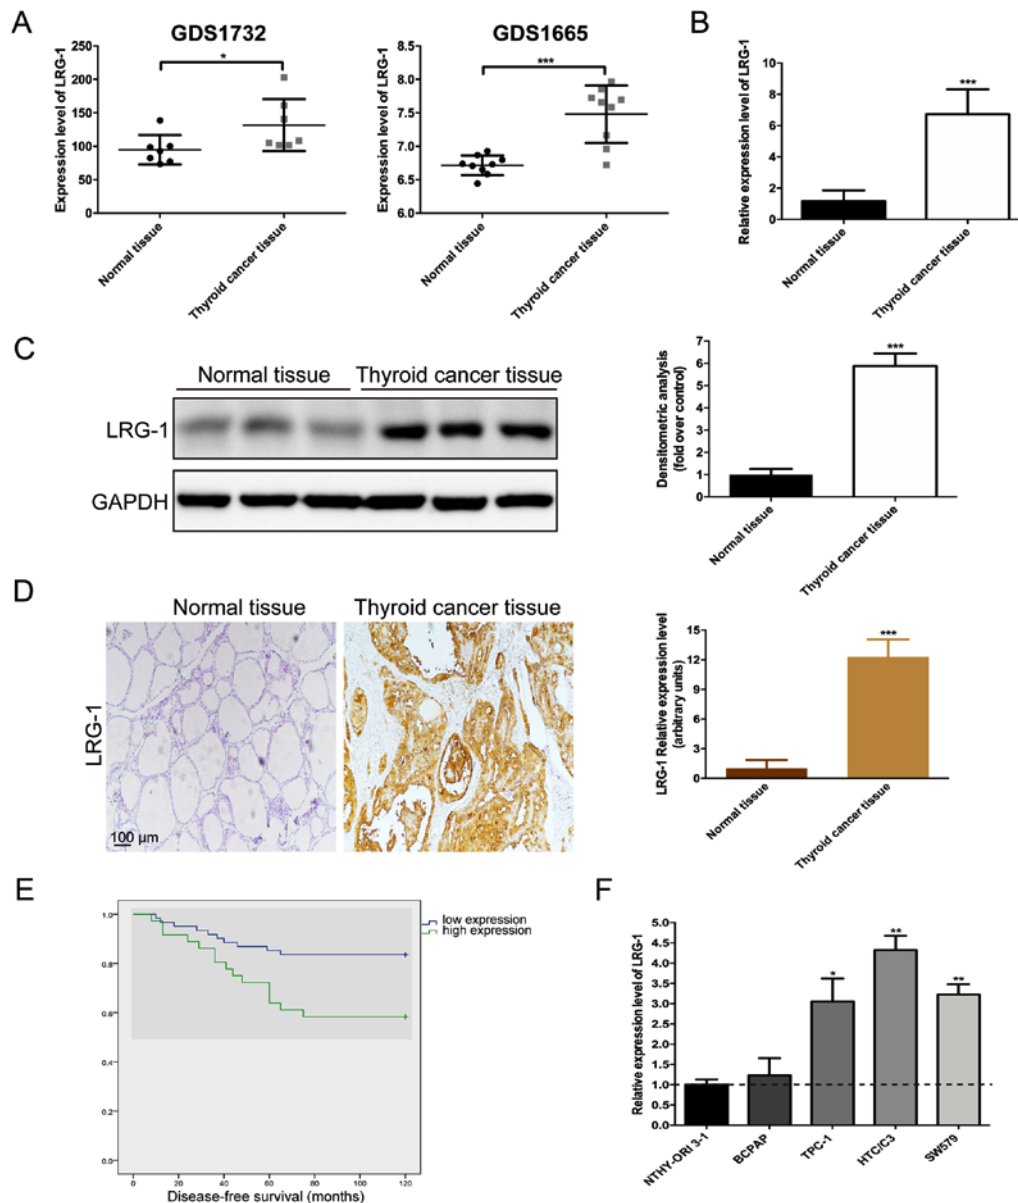 A
GDS1732
Expression level of LRG-1
250
200
150
100
50
0
*
Normal tissue
Thyroid cancer tissue
GDS1665
Expression level of LRG-1
8.5
8.0
7.5
7.0
6.5
6.0
***
Normal tissue
Thyroid cancer tissue
B
Relative expression level of LRG-1
10
8
6
4
2
0
***
Normal tissue
Thyroid cancer tissue
C
Normal tissue
Thyroid cancer tissue
LRG-1
GAPDH
Densitometric analysis
(fold over control)
7
6
5
4
3
2
1
0
***
Normal tissue
Thyroid cancer tissue
D
Normal tissue
Thyroid cancer tissue
LRG-1
100 μm
LRG-1 Relative expression level
(arbitrary units)
15
12
9
6
3
0
***
Normal tissue
Thyroid cancer tissue
E
1.0
0.8
0.6
0.4
0.2
0.0
low expression
high expression
0
20
40
60
80
100
120
Disease-free survival (months)
F
Relative expression level of LRG-1
5.0
4.5
4.0
3.5
3.0
2.5
2.0
1.5
1.0
0.5
0.0
*
**
**
NTHY-ORI 3-1
BCPAP
TPC-1
HTC/C3
SW579